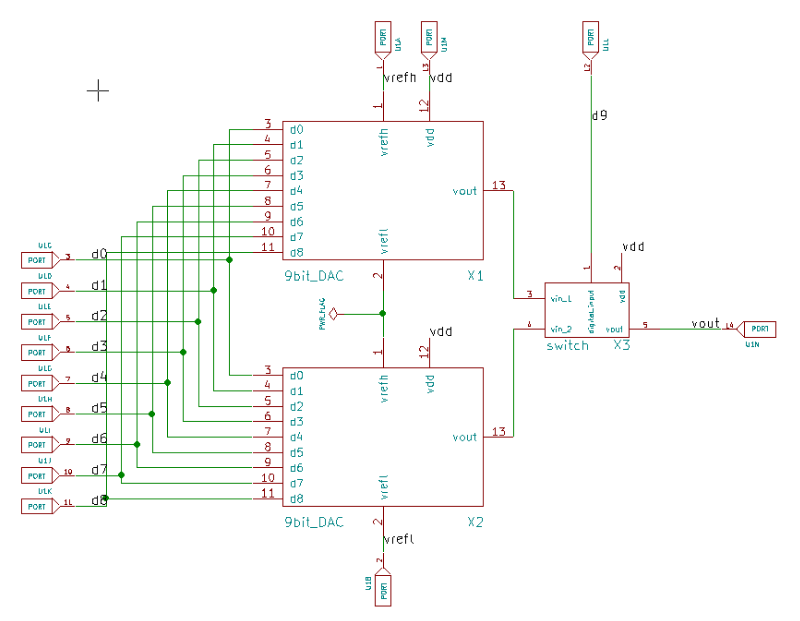 PORT
U1A
1
PORT
U1M
13
PORT
U1L
12
vrefh
vdd
d9
1
12
3 d0
4 d1
5 d2
6 d3
7 d4
8 d5
9 d6
10 d7
11 d8
vrefh
vdd
vout 13
vrefl
2
9bit_DAC X1
U1C
PORT 3 d0
U1D
PORT 4 d1
U1E
PORT 5 d2
U1F
PORT 6 d3
U1G
PORT 7 d4
U1H
PORT 8 d5
U1I
PORT 9 d6
U1J
PORT 10 d7
U1K
PORT 11 d8
PWR_FLAG
vdd
1
2
3 vin_1
4 vin_2
digital_input
vdd
vout 5
switch X3
vout 14 PORT
U1N
vdd
1
12
3 d0
4 d1
5 d2
6 d3
7 d4
8 d5
9 d6
10 d7
11 d8
vrefh
vdd
vout 13
vrefl
2
9bit_DAC X2
vrefl
2
U1B
PORT